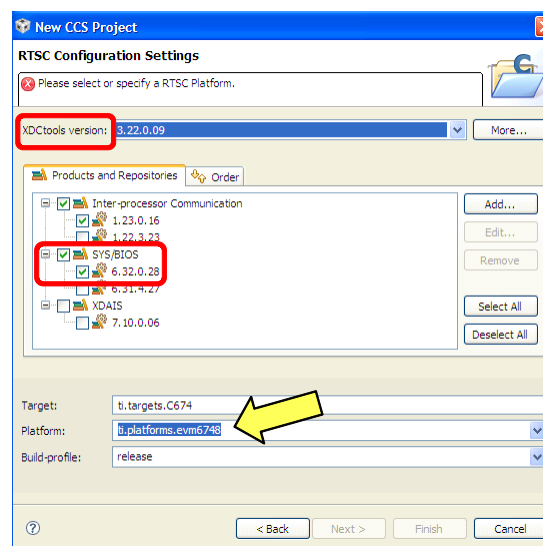 New CCS Project
RTSC Configuration Settings
Please select or specify a RTSC Platform.
XDCtools version: 3.22.0.09 More...
Products and Repositories Order
Inter-processor Communication
1.23.0.16
1.22.3.23
SYS/BIOS
6.32.0.28
6.31.4.27
XDAIS
7.10.0.06
Add...
Edit...
Remove
Select All
Deselect All
Target: ti.targets.C674
Platform: ti.platforms.evm6748
Build-profile: release
? < Back Next > Finish Cancel